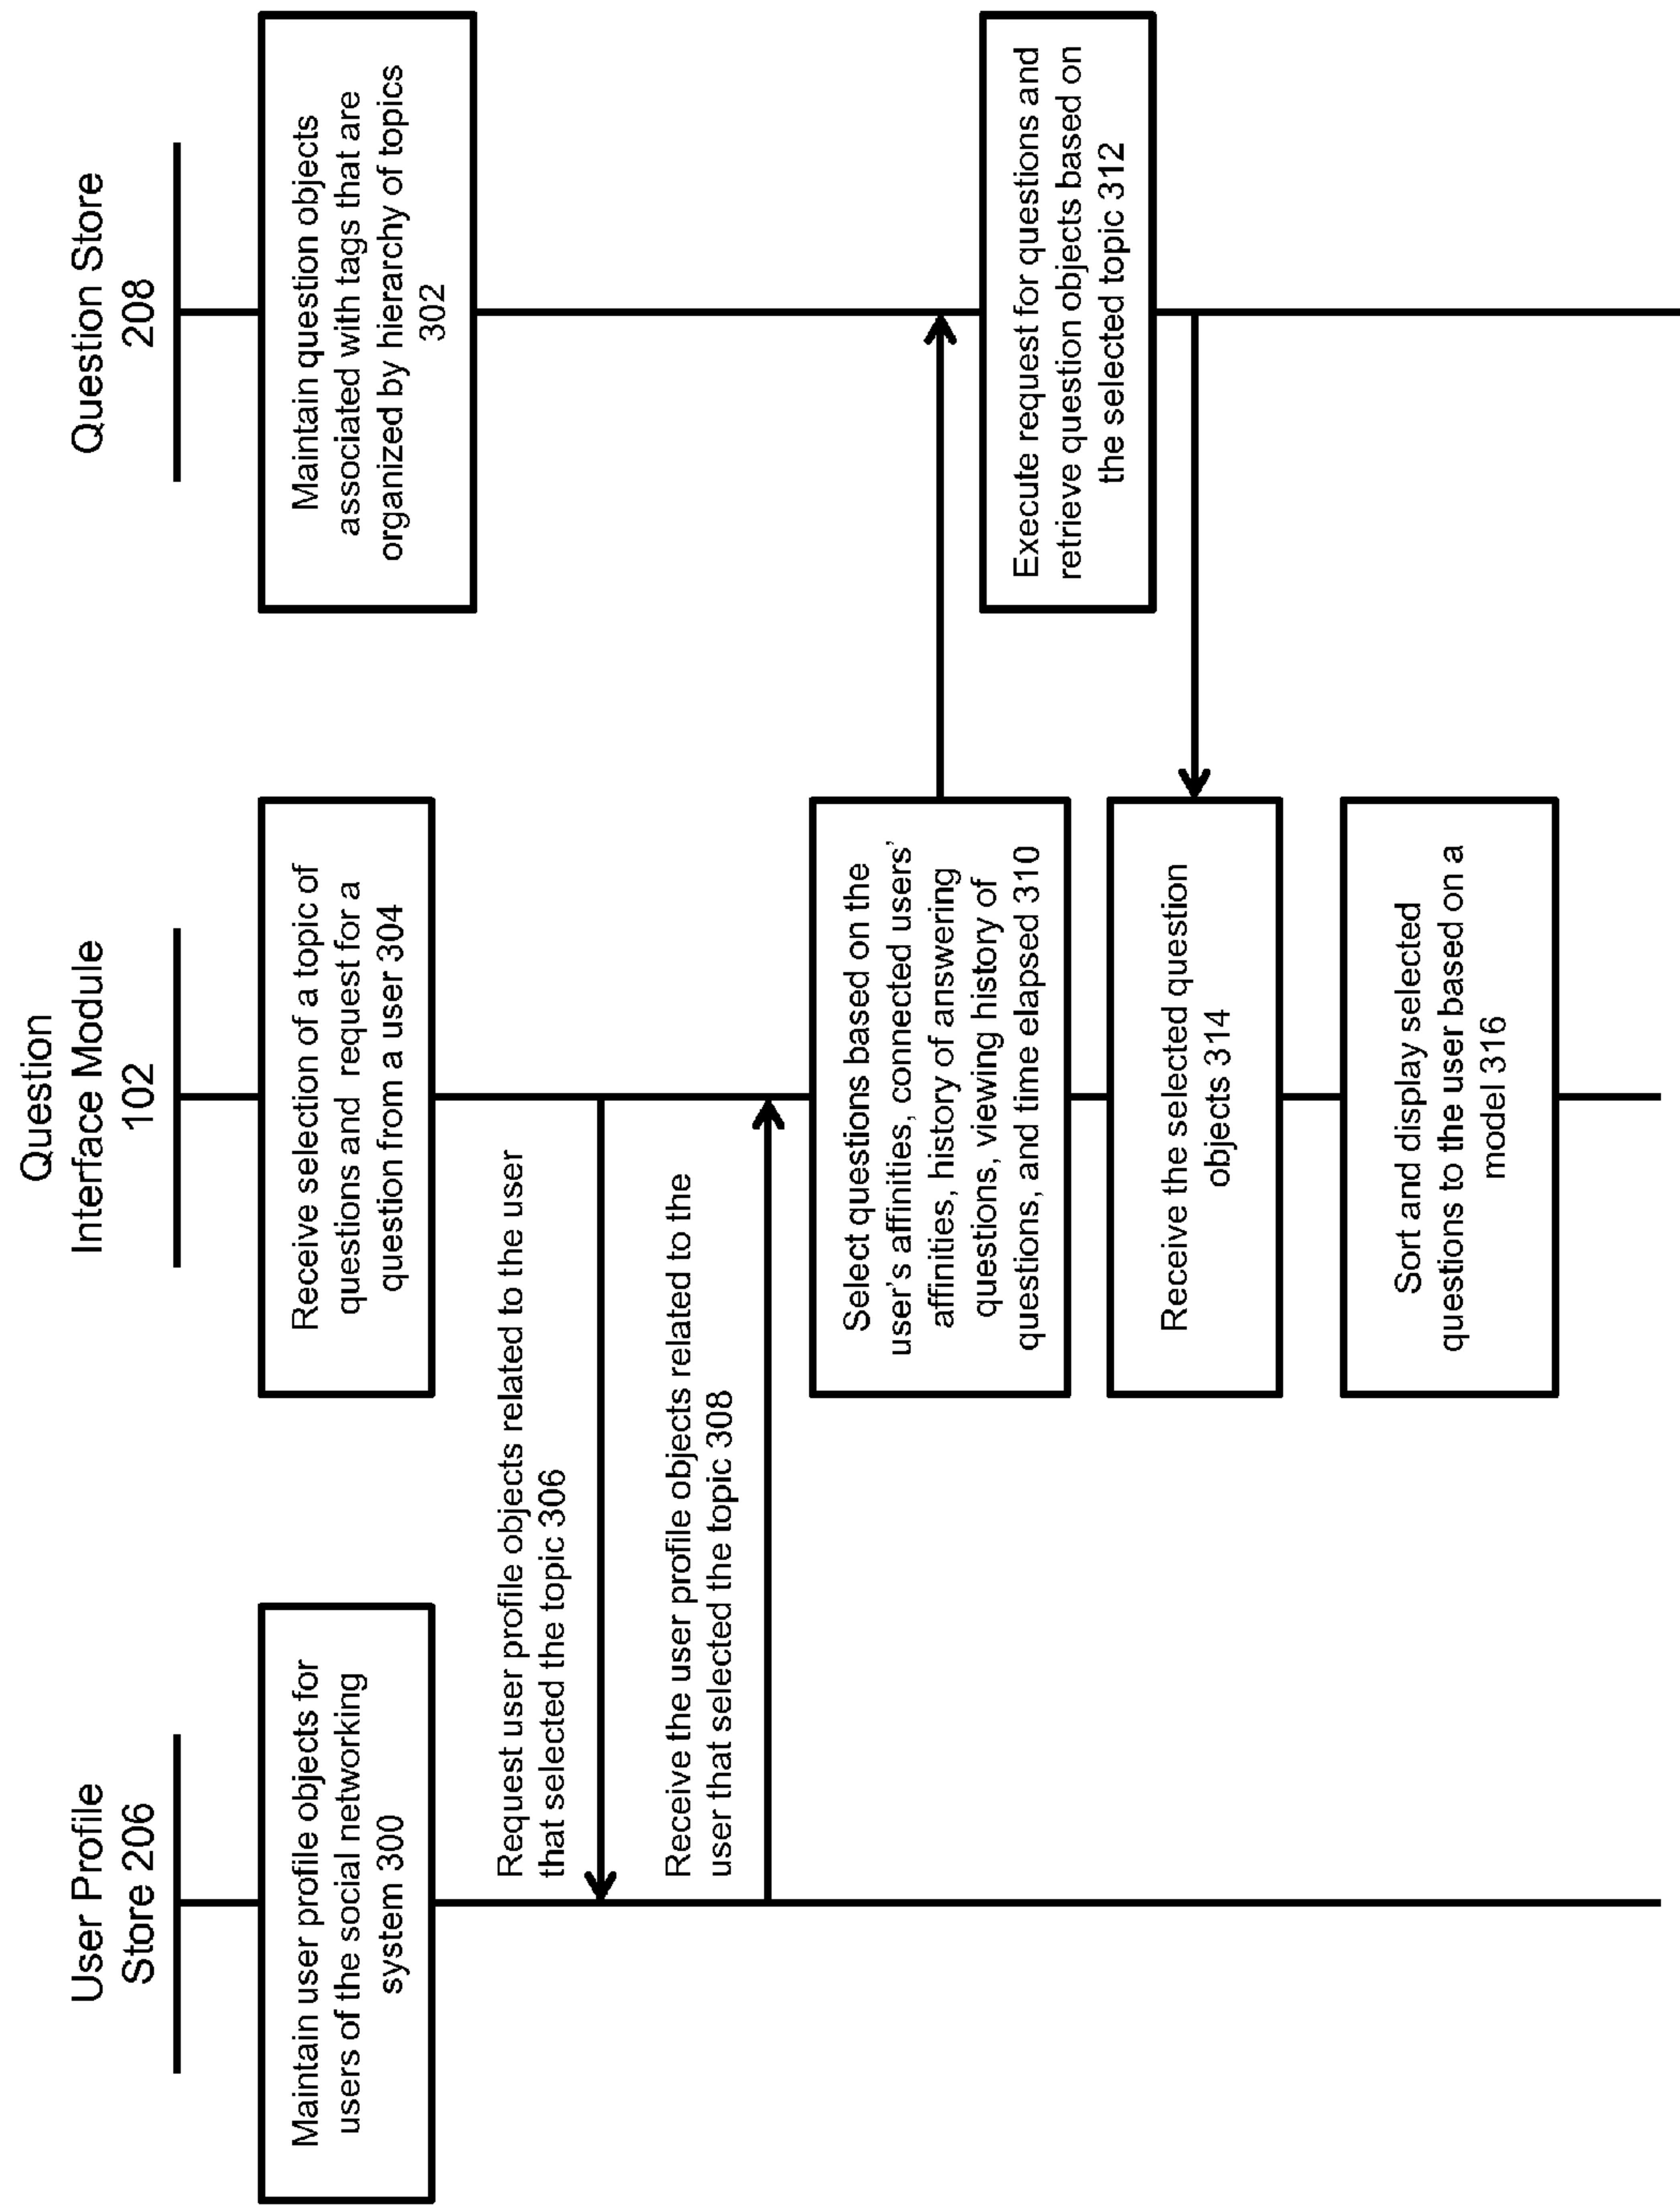 User Profile
Store 206
Question
Interface Module
102
Question Store
208
Maintain user profile objects for
users of the social networking
system 300
Receive selection of a topic of
questions and request for a
question from a user 304
Maintain question objects
associated with tags that are
organized by hierarchy of topics
302
Request user profile objects related to the user
that selected the topic 306
Receive the user profile objects related to the
user that selected the topic 308
Select questions based on the
user's affinities, connected users'
affinities, history of answering
questions, viewing history of
questions, and time elapsed 310
Execute request for questions and
retrieve question objects based on
the selected topic 312
Receive the selected question
objects 314
Sort and display selected
questions to the user based on a
model 316